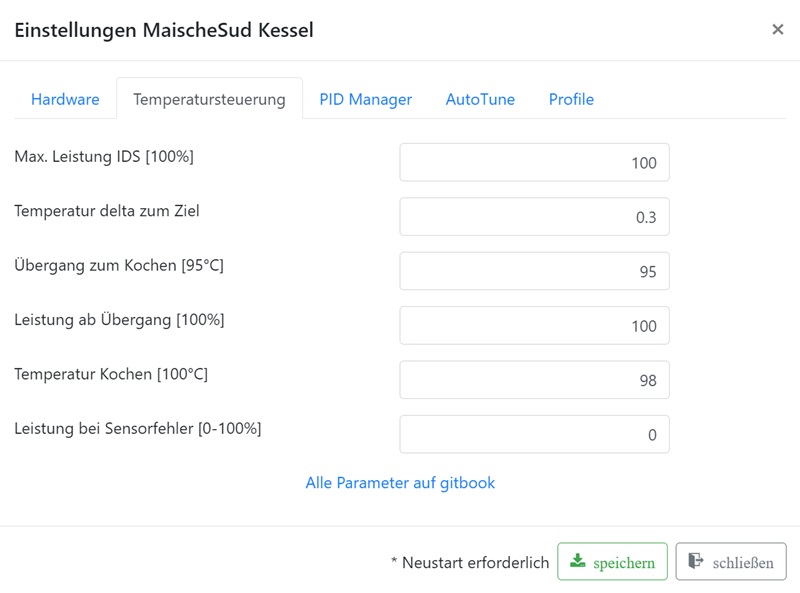 Einstellungen MaischeSud Kessel ×
Hardware Temperatursteuerung PID Manager AutoTune Profile
Max. Leistung IDS [100%] 100
Temperatur delta zum Ziel 0.3
Übergang zum Kochen [95°C] 95
Leistung ab Übergang [100%] 100
Temperatur Kochen [100°C] 98
Leistung bei Sensorfehler [0-100%] 0
Alle Parameter auf gitbook
* Neustart erforderlich speichern schließen